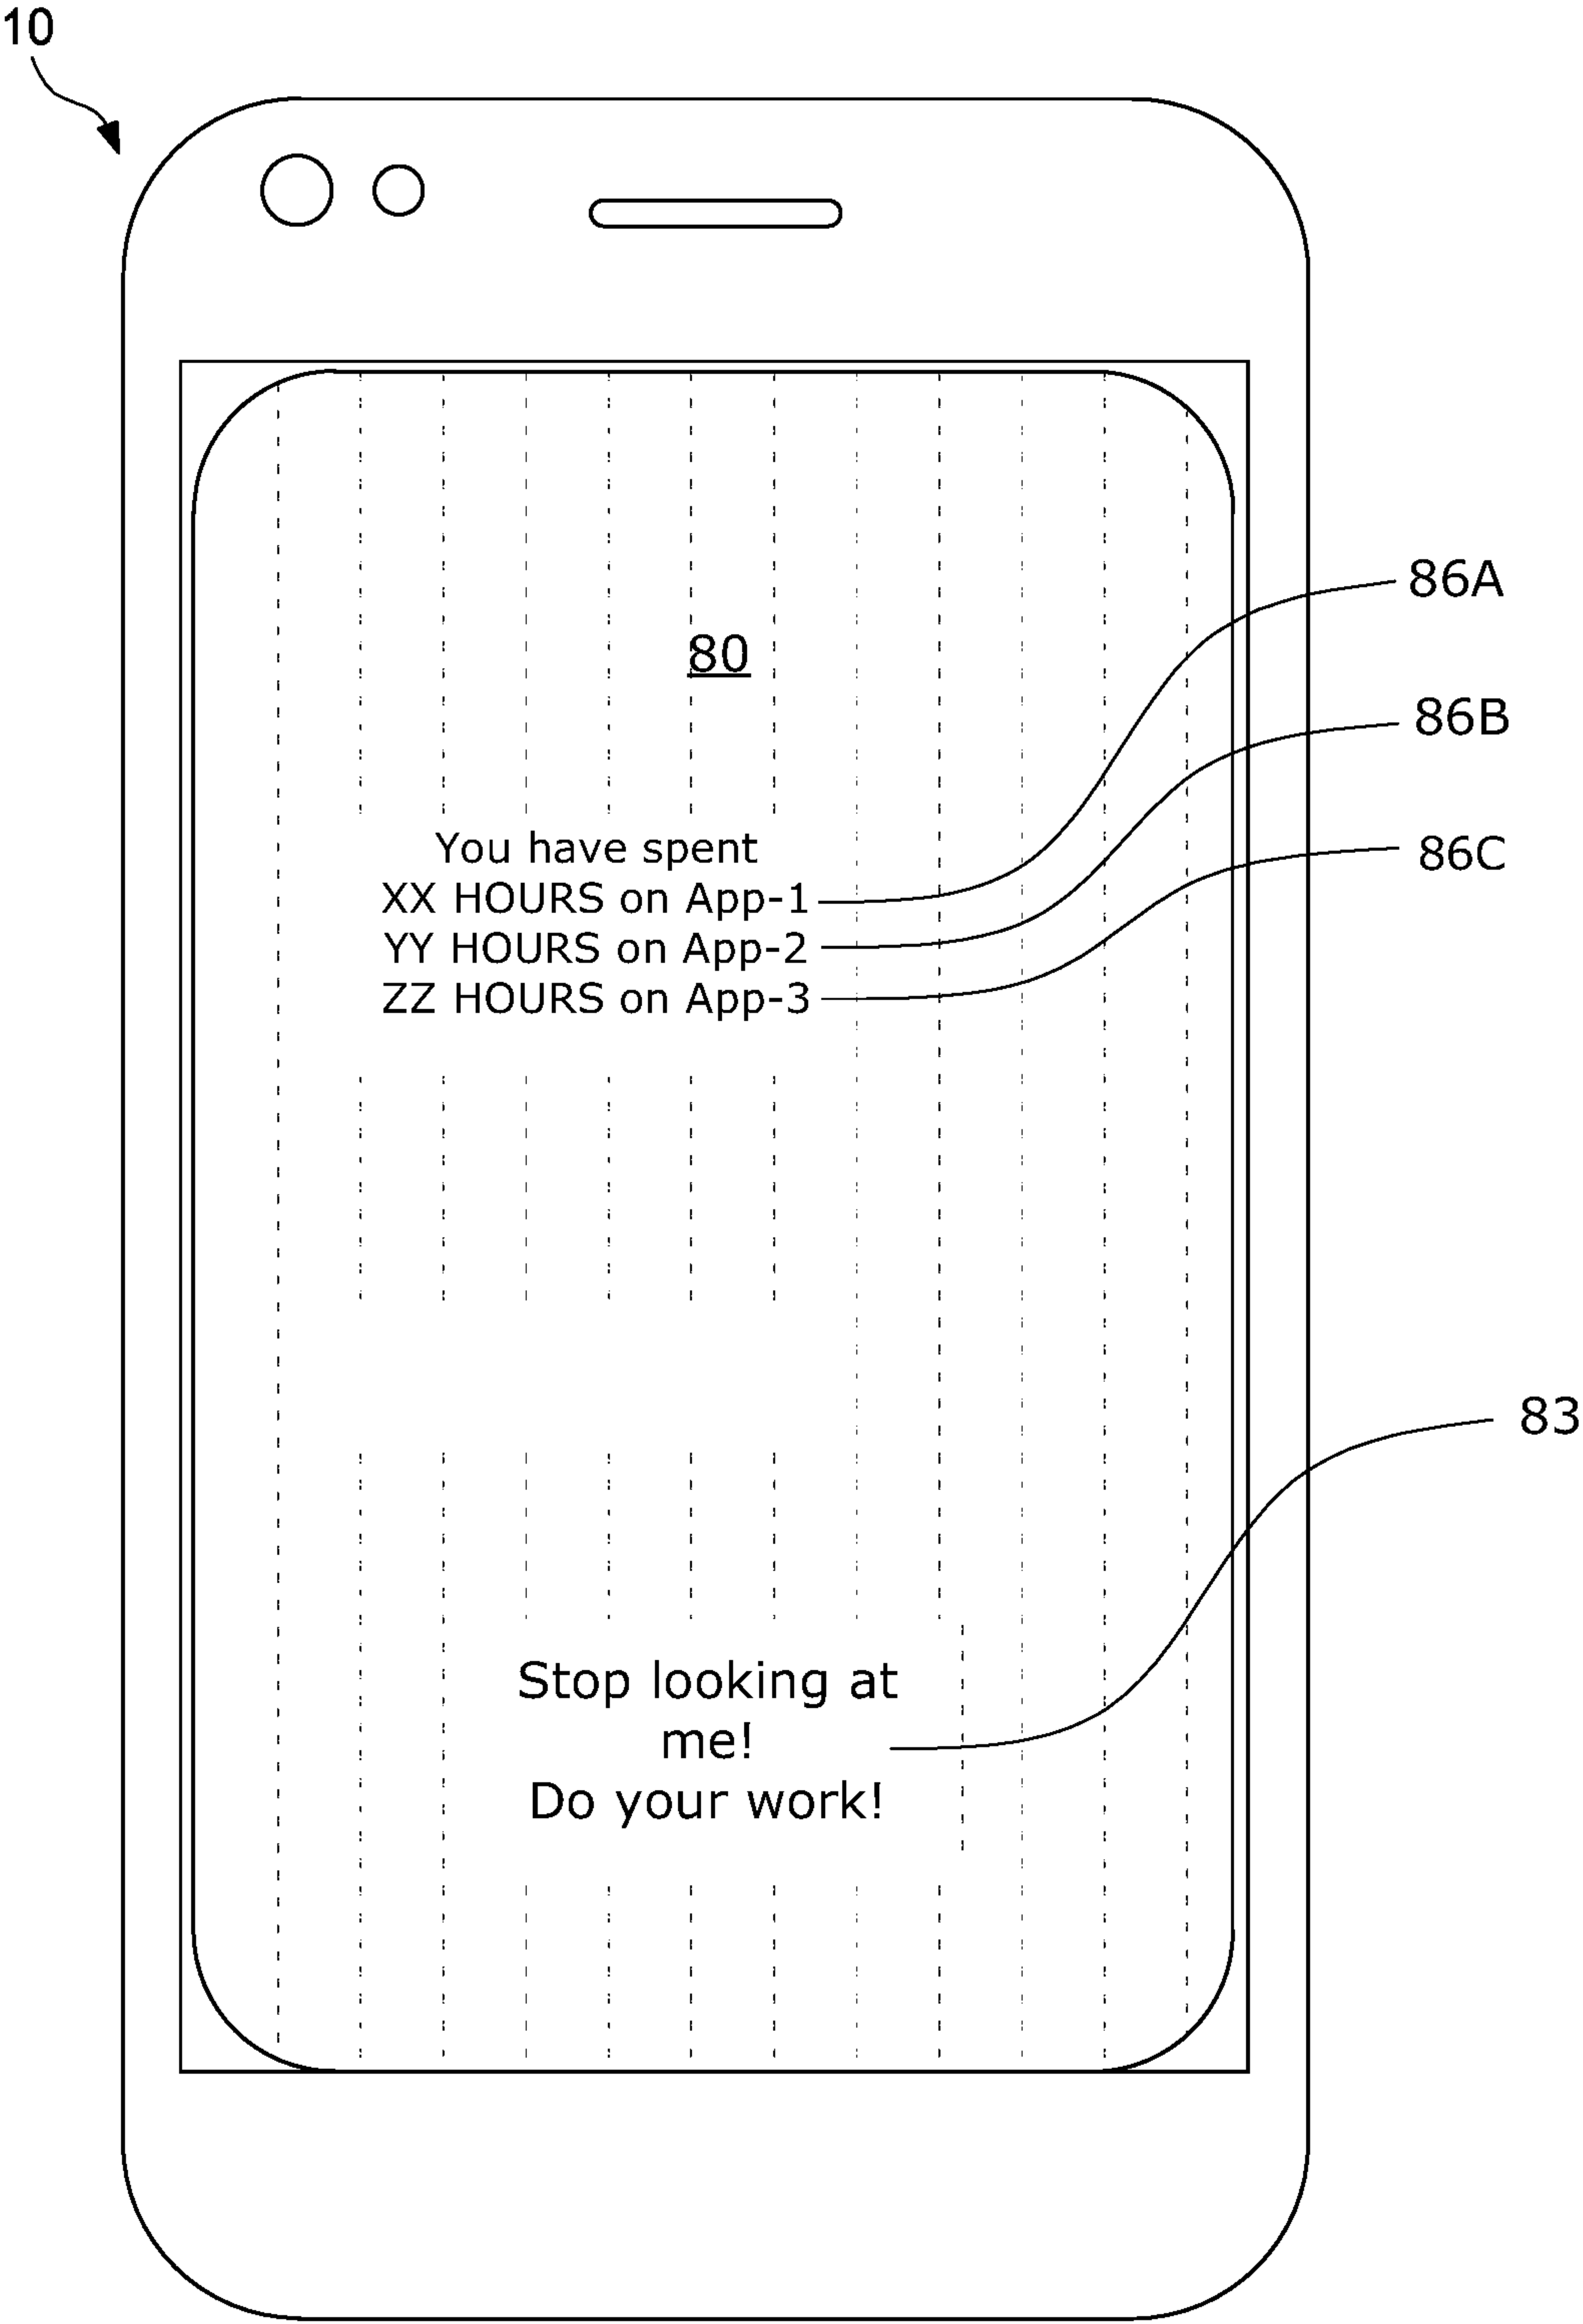 10
80
86A
86B
86C
You have spent
XX HOURS on App-1
YY HOURS on App-2
ZZ HOURS on App-3
83
Stop looking at
me!
Do your work!